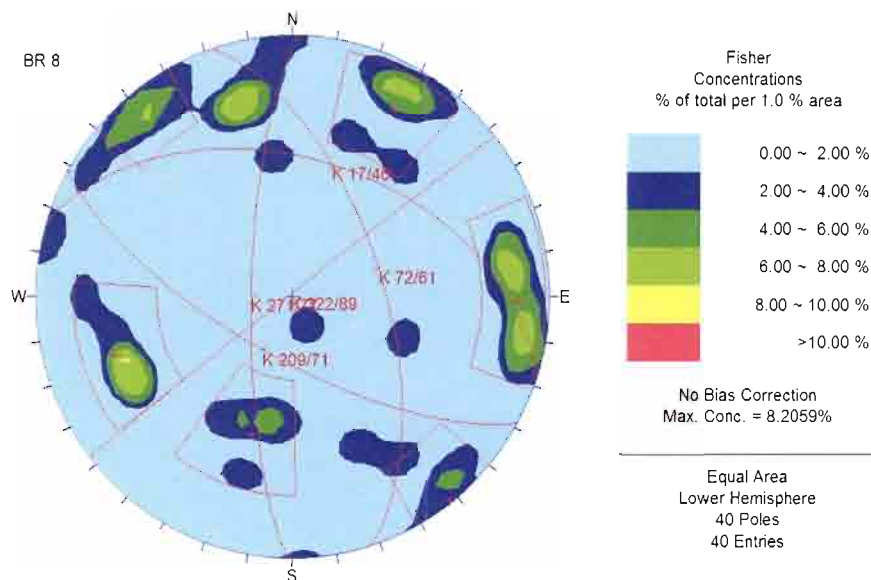 BR 8
N
W
E
S
K 17/46
K 72/61
K 27
K 322/89
K 209/71
Fisher
Concentrations
% of total per 1.0 % area
0.00 ~ 2.00 %
2.00 ~ 4.00 %
4.00 ~ 6.00 %
6.00 ~ 8.00 %
8.00 ~ 10.00 %
>10.00 %
No Bias Correction
Max. Conc. = 8.2059%
Equal Area
Lower Hemisphere
40 Poles
40 Entries